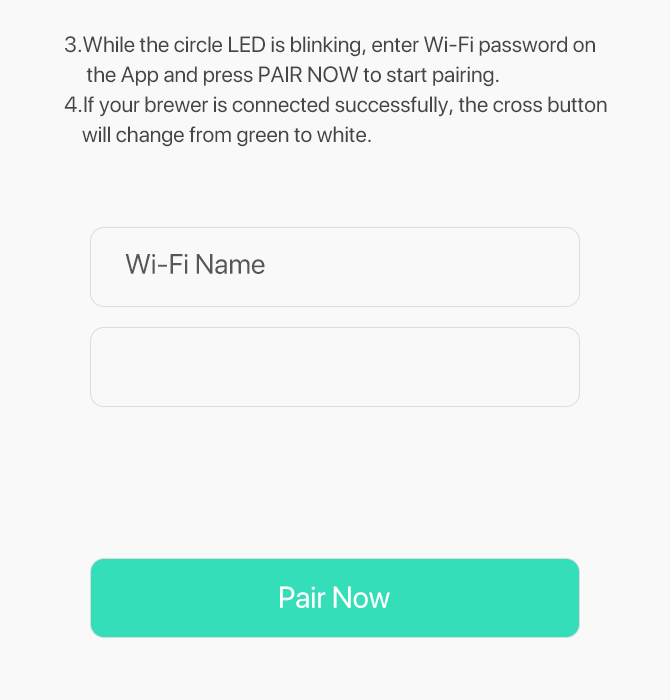 3.While the circle LED is blinking, enter Wi-Fi password on
the App and press PAIR NOW to start pairing.
4.If your brewer is connected successfully, the cross button
will change from green to white.
Wi-Fi Name
Pair Now